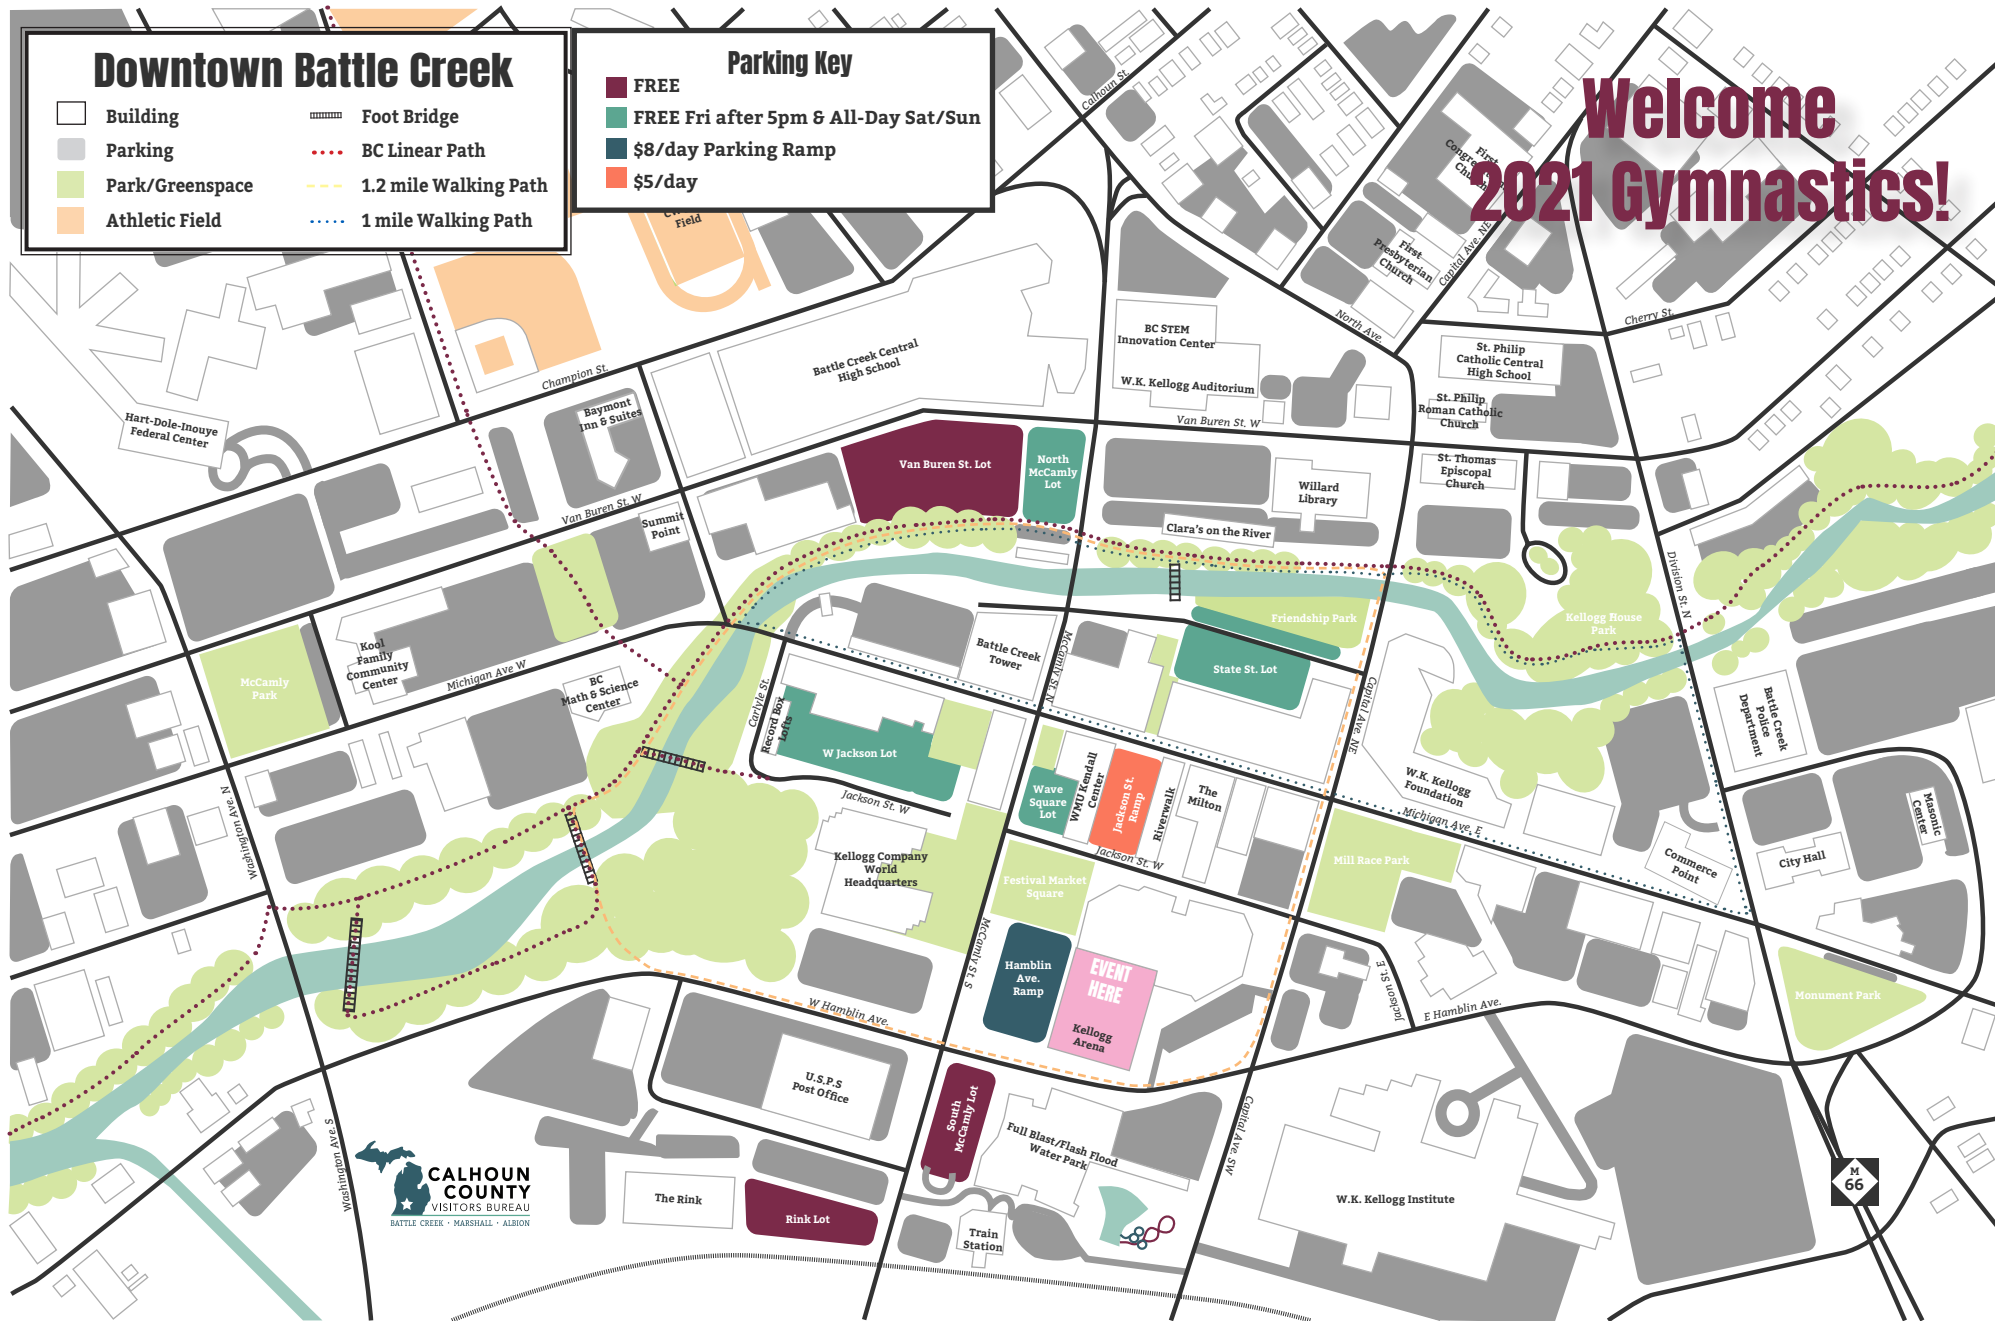 Downtown Battle Creek
Building
Parking
Park/Greenspace
Athletic Field
Foot Bridge
BC Linear Path
1.2 mile Walking Path
1 mile Walking Path
Parking Key
FREE
FREE Fri after 5pm & All-Day Sat/Sun
$8/day Parking Ramp
$5/day
Welcome
2021 Gymnastics!
Calhoun St.
First
Church
First
Presbyterian
Church
Capital Ave. NE
North Ave.
Cherry St.
Field
BC STEM
Innovation Center
W.K. Kellogg Auditorium
Van Buren St. W
St. Philip
Catholic Central
High School
St. Philip
Roman Catholic
Church
St. Thomas
Episcopal
Church
Battle Creek Central
High School
Champion St.
Baymont
Inn & Suites
Hart-Dole-Inouye
Federal Center
Van Buren St. W
Summit
Point
Van Buren St. Lot
North
McCamly
Lot
Willard
Library
Clara's on the River
Division St. N
Kellogg House
Park
Friendship Park
State St. Lot
Battle Creek
Tower
McCamly St. N
Capital Ave. NE
Kool
Family
Community
Center
McCamly
Park
Michigan Ave W
BC
Math & Science
Center
Carlyle St.
Record Box
Lofts
W Jackson Lot
Jackson St. W
Wave
Square
Lot
WMU Kendall
Center
Jackson St.
Ramp
Riverwalk
The
Milton
Jackson St. W
W.K. Kellogg
Foundation
Michigan Ave. E
Battle Creek
Police
Department
Masonic
Center
City Hall
Commerce
Point
Mill Race Park
Washington Ave. N
Kellogg Company
World
Headquarters
Festival Market
Square
McCamly St. S
Hamblin
Ave.
Ramp
EVENT
HERE
Kellogg
Arena
W Hamblin Ave.
Jackson St. E
E Hamblin Ave.
Monument Park
U.S.P.S
Post Office
South
McCamly Lot
Full Blast/Flash Flood
Water Park
Capital Ave. SW
Washington Ave. S
CALHOUN
COUNTY
VISITORS BUREAU
BATTLE CREEK · MARSHALL · ALBION
The Rink
Rink Lot
Train
Station
W.K. Kellogg Institute
M
66